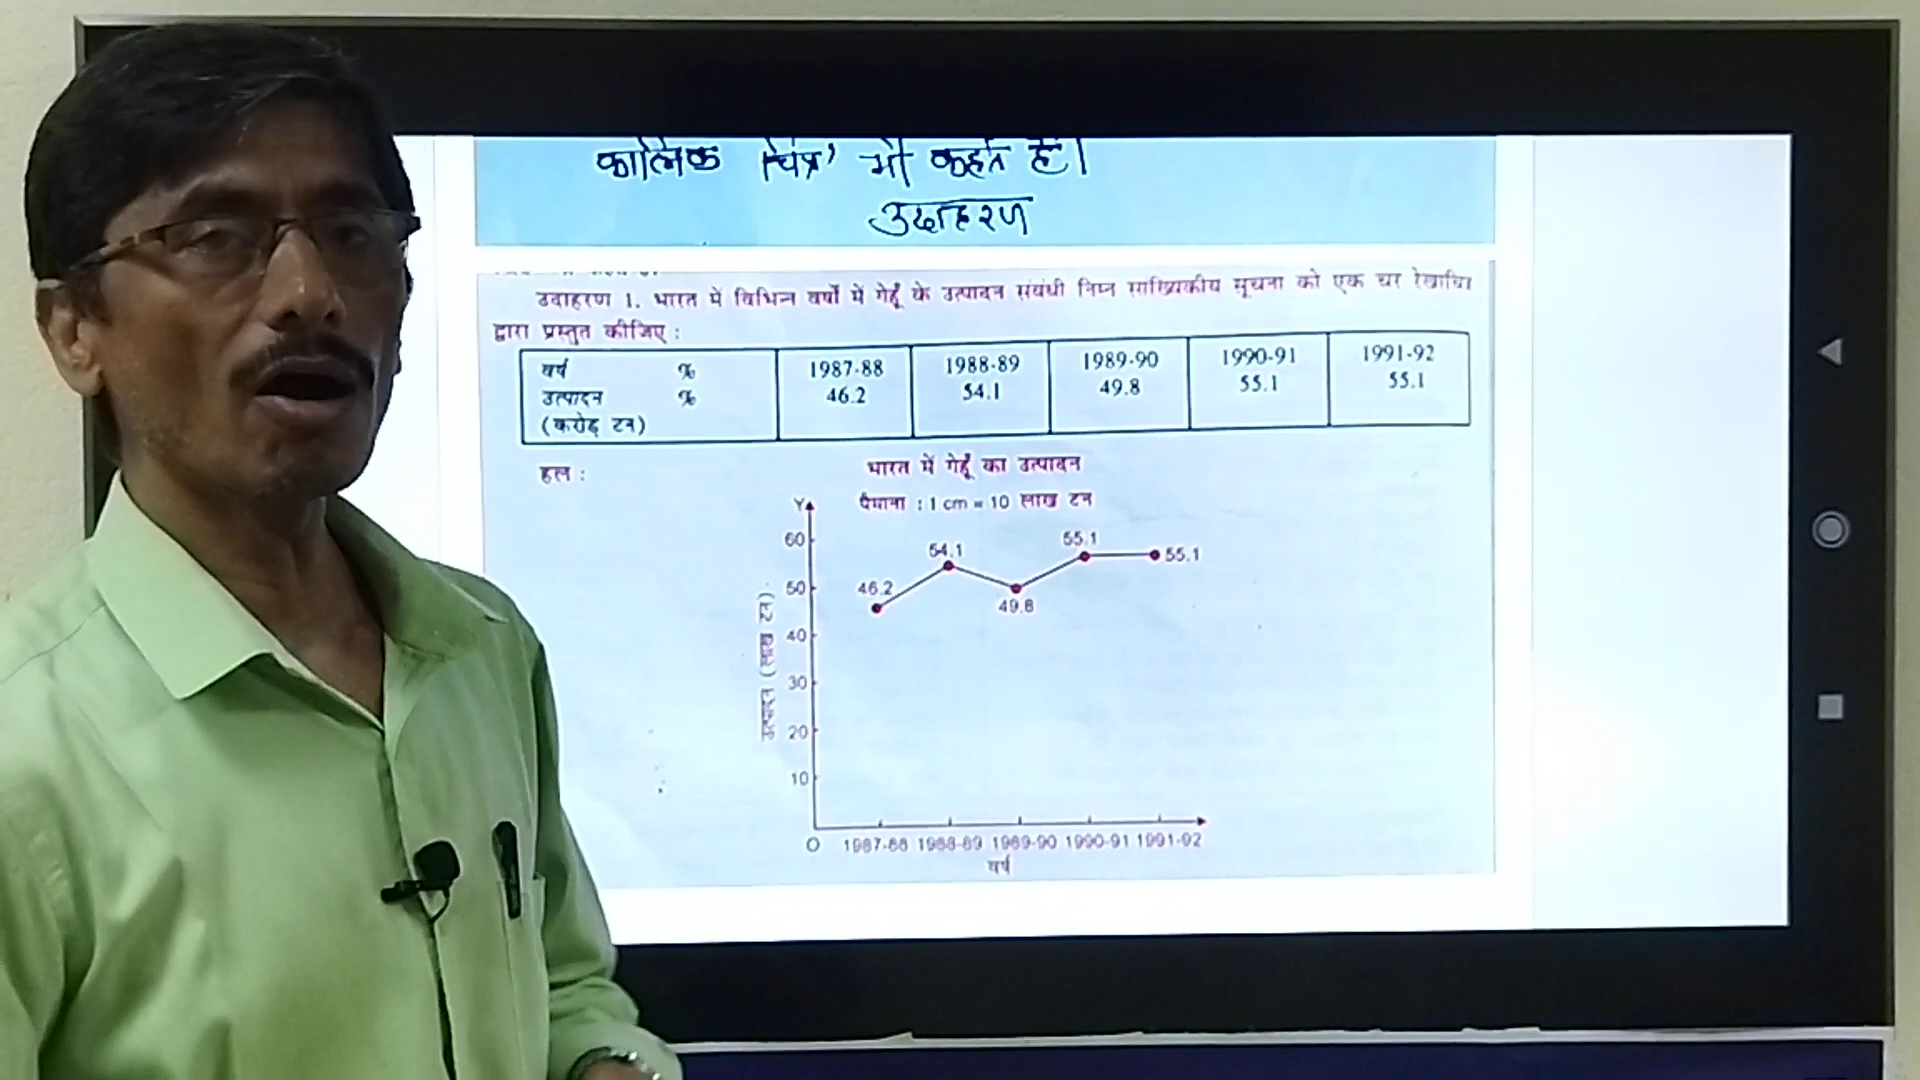 कालिक चित्र' भी कहते हैं।
उदाहरण
उदाहरण 1. भारत में विभिन्न वर्षों में गेहूँ के उत्पादन संबंधी निम्न सांख्यिकीय सूचना को एक चर रेखाचि
द्वारा प्रस्तुत कीजिए :
वर्ष % 1987-88 1988-89 1989-90 1990-91 1991-92
उत्पादन % 46.2 54.1 49.8 55.1 55.1
(करोड़ टन)
हल :
भारत में गेहूँ का उत्पादन
पैमाना : 1 cm = 10 लाख टन
Y
60
50
40
30
20
10
O
46.2
54.1
49.8
55.1
55.1
उत्पादन (लाख टन)
1987-88 1988-89 1989-90 1990-91 1991-92
वर्ष